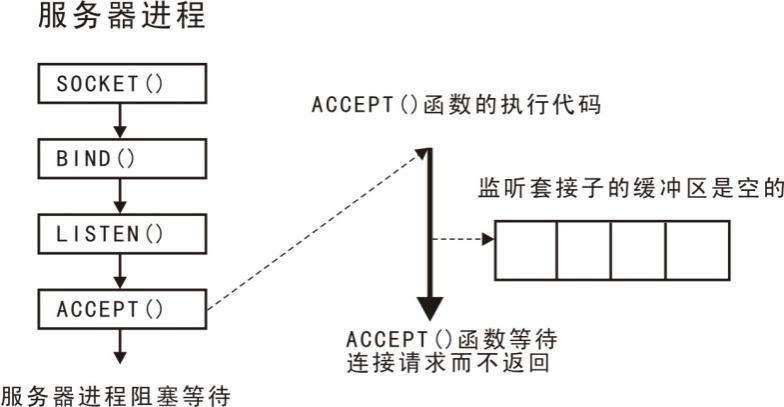 服务器进程
SOCKET()
BIND()
LISTEN()
ACCEPT()
服务器进程阻塞等待
ACCEPT()函数的执行代码
监听套接子的缓冲区是空的
ACCEPT()函数等待
连接请求而不返回